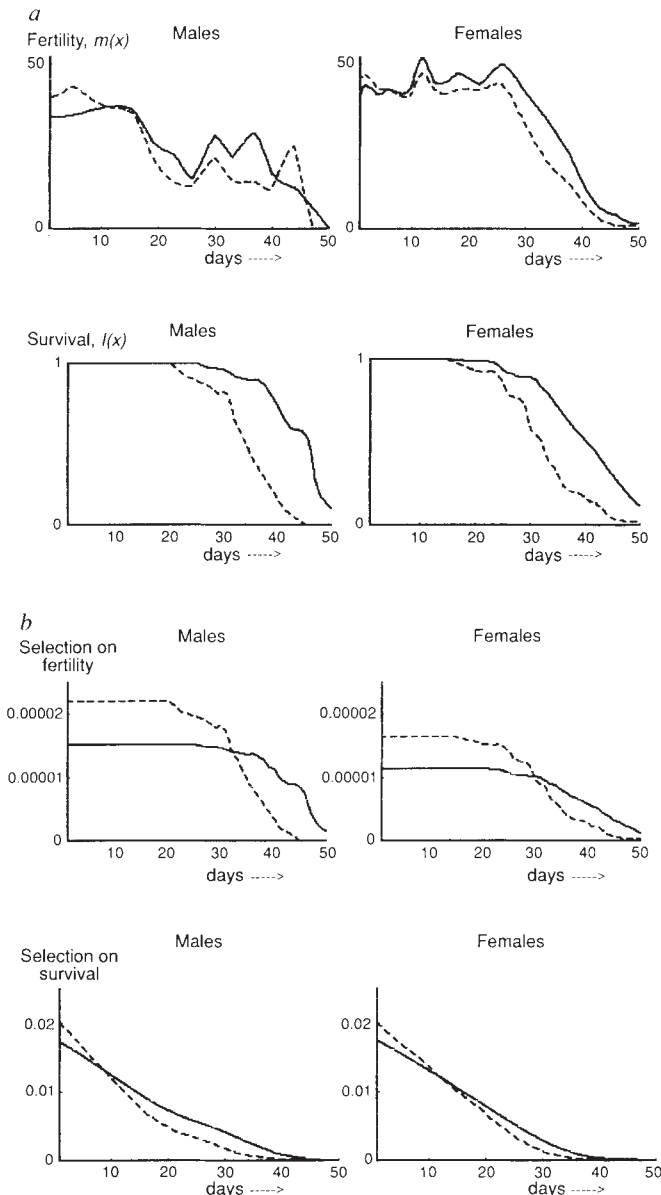 a
Fertility, m(x)
Males
Females
50
0
10 20 30 40 50
days ---->
50
0
10 20 30 40 50
days ---->
Survival, l(x)
Males
Females
1
0
10 20 30 40 50
days ---->
1
0
10 20 30 40 50
days ---->
b
Selection on
fertility
Males
Females
0.00002
0.00001
0
10 20 30 40 50
days ---->
0.00002
0.00001
0
10 20 30 40 50
days ---->
Selection on
survival
Males
Females
0.02
0.01
0
10 20 30 40 50
days ---->
0.02
0.01
0
10 20 30 40 50
days ---->